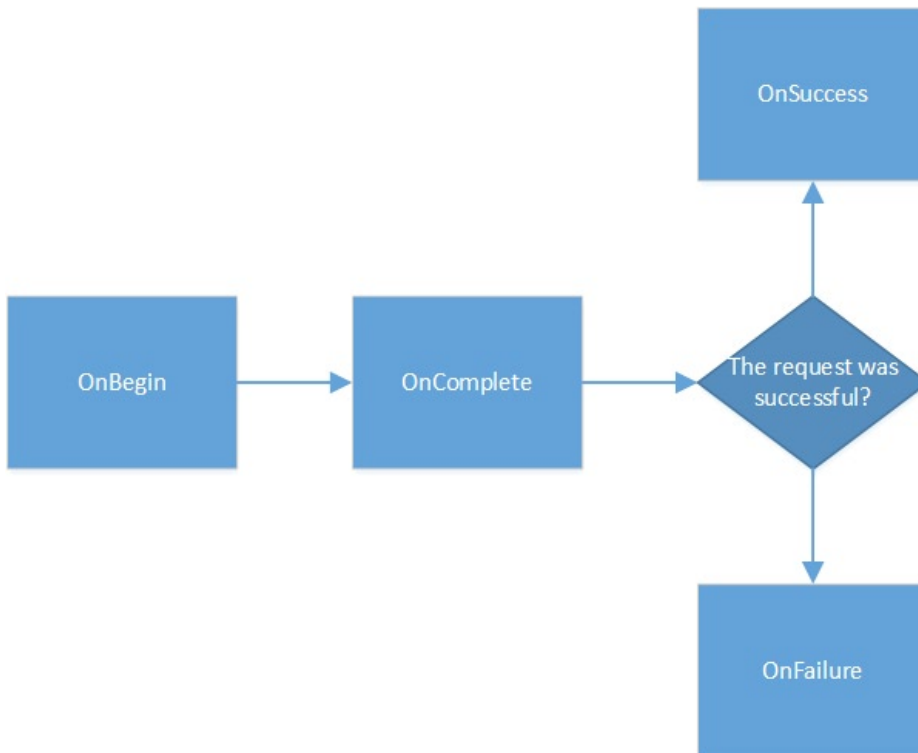 OnSuccess
OnBegin
OnComplete
The request was
successful?
OnFailure